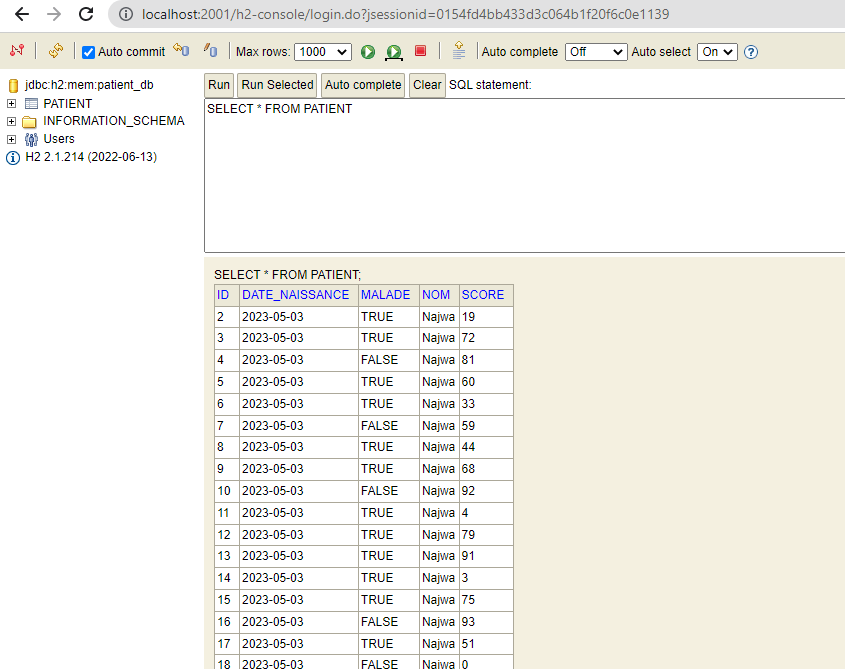 localhost:2001/h2-console/login.do?jsessionid=0154fd4bb433d3c064b1f20f6c0e1139
Auto commit Max rows: 1000 Auto complete Off Auto select On
jdbc:h2:mem:patient_db
PATIENT
INFORMATION_SCHEMA
Users
H2 2.1.214 (2022-06-13)
Run Run Selected Auto complete Clear SQL statement:
SELECT * FROM PATIENT
SELECT * FROM PATIENT;
ID DATE_NAISSANCE MALADE NOM SCORE
2 2023-05-03 TRUE Najwa 19
3 2023-05-03 TRUE Najwa 72
4 2023-05-03 FALSE Najwa 81
5 2023-05-03 TRUE Najwa 60
6 2023-05-03 TRUE Najwa 33
7 2023-05-03 FALSE Najwa 59
8 2023-05-03 TRUE Najwa 44
9 2023-05-03 TRUE Najwa 68
10 2023-05-03 FALSE Najwa 92
11 2023-05-03 TRUE Najwa 4
12 2023-05-03 TRUE Najwa 79
13 2023-05-03 TRUE Najwa 91
14 2023-05-03 TRUE Najwa 3
15 2023-05-03 TRUE Najwa 75
16 2023-05-03 FALSE Najwa 93
17 2023-05-03 TRUE Najwa 51
18 2023-05-03 FALSE Najwa 0